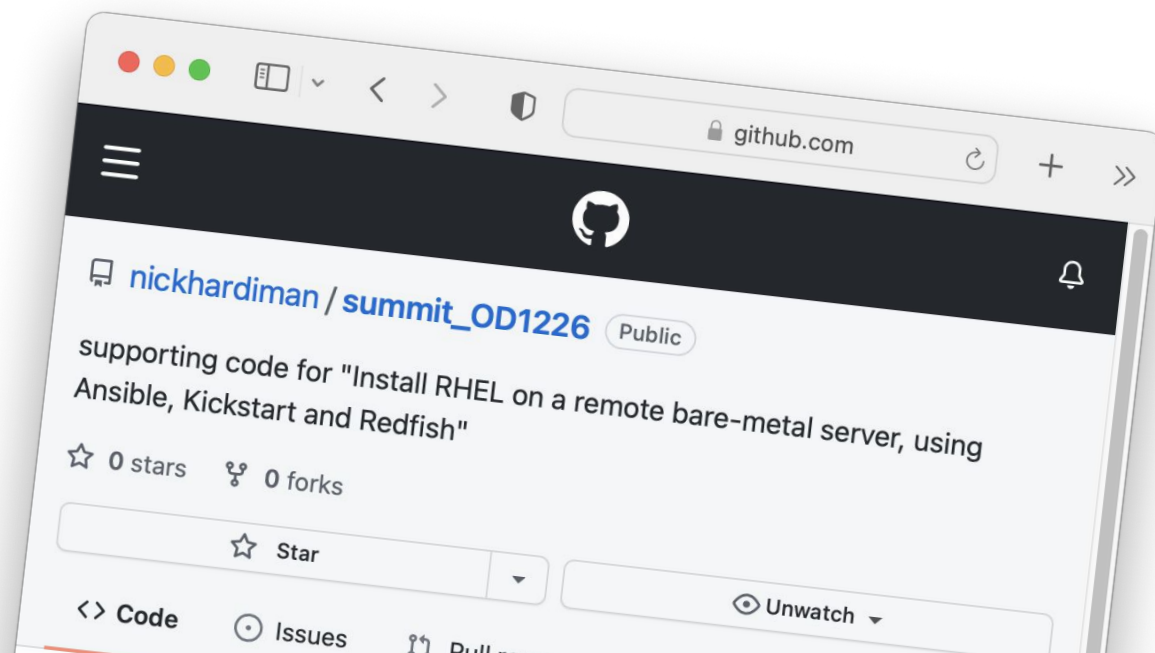 github.com
nickhardiman / summit_OD1226 Public
supporting code for "Install RHEL on a remote bare-metal server, using
Ansible, Kickstart and Redfish"
0 stars 0 forks
Star Unwatch
Code Issues